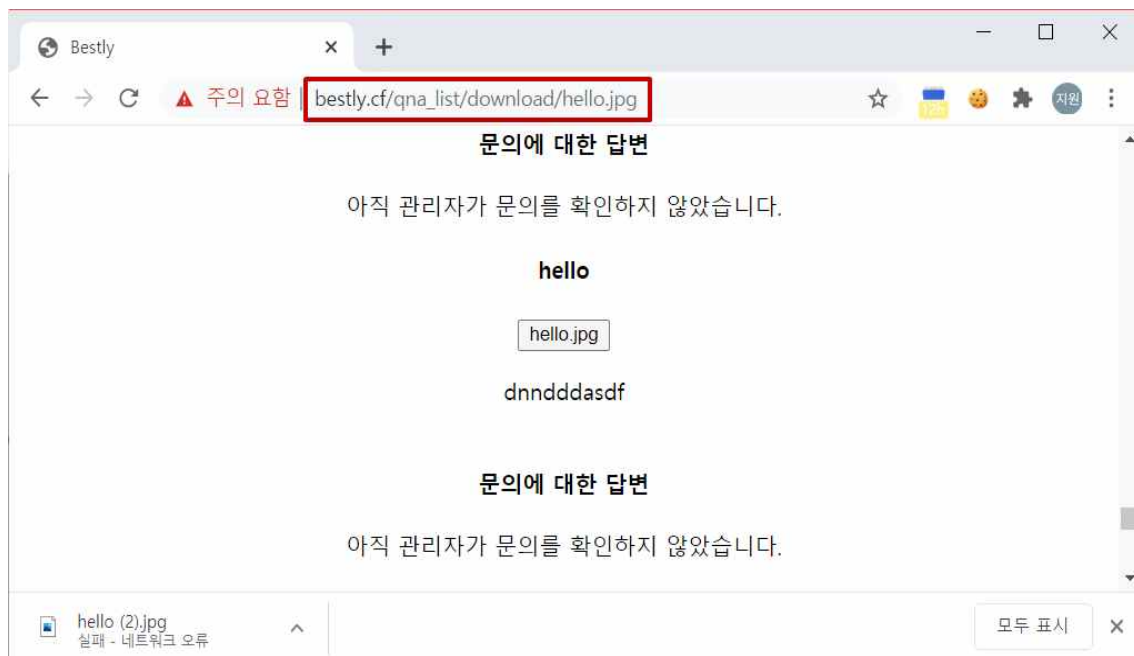 Bestly
주의 요함
bestly.cf/qna_list/download/hello.jpg
지원
문의에 대한 답변
아직 관리자가 문의를 확인하지 않았습니다.
hello
hello.jpg
dnndddasdf
문의에 대한 답변
아직 관리자가 문의를 확인하지 않았습니다.
hello (2).jpg
실패 - 네트워크 오류
모두 표시